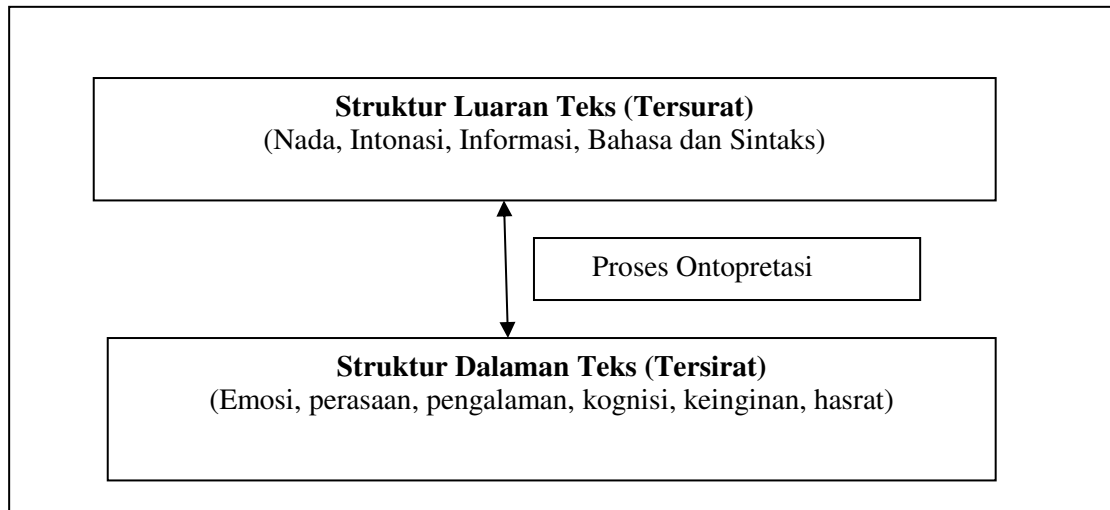 Struktur Luaran Teks (Tersurat)
(Nada, Intonasi, Informasi, Bahasa dan Sintaks)
Proses Ontopretasi
Struktur Dalaman Teks (Tersirat)
(Emosi, perasaan, pengalaman, kognisi, keinginan, hasrat)